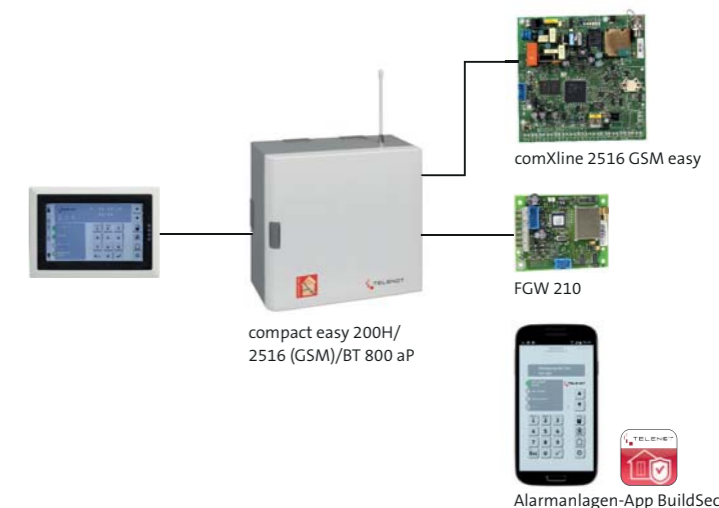 comXline 2516 GSM easy
FGW 210
TELENOT
compact easy 200H/
2516 (GSM)/BT 800 aP
TELENOT
TELENOT
Alarmanlagen-App BuildSec